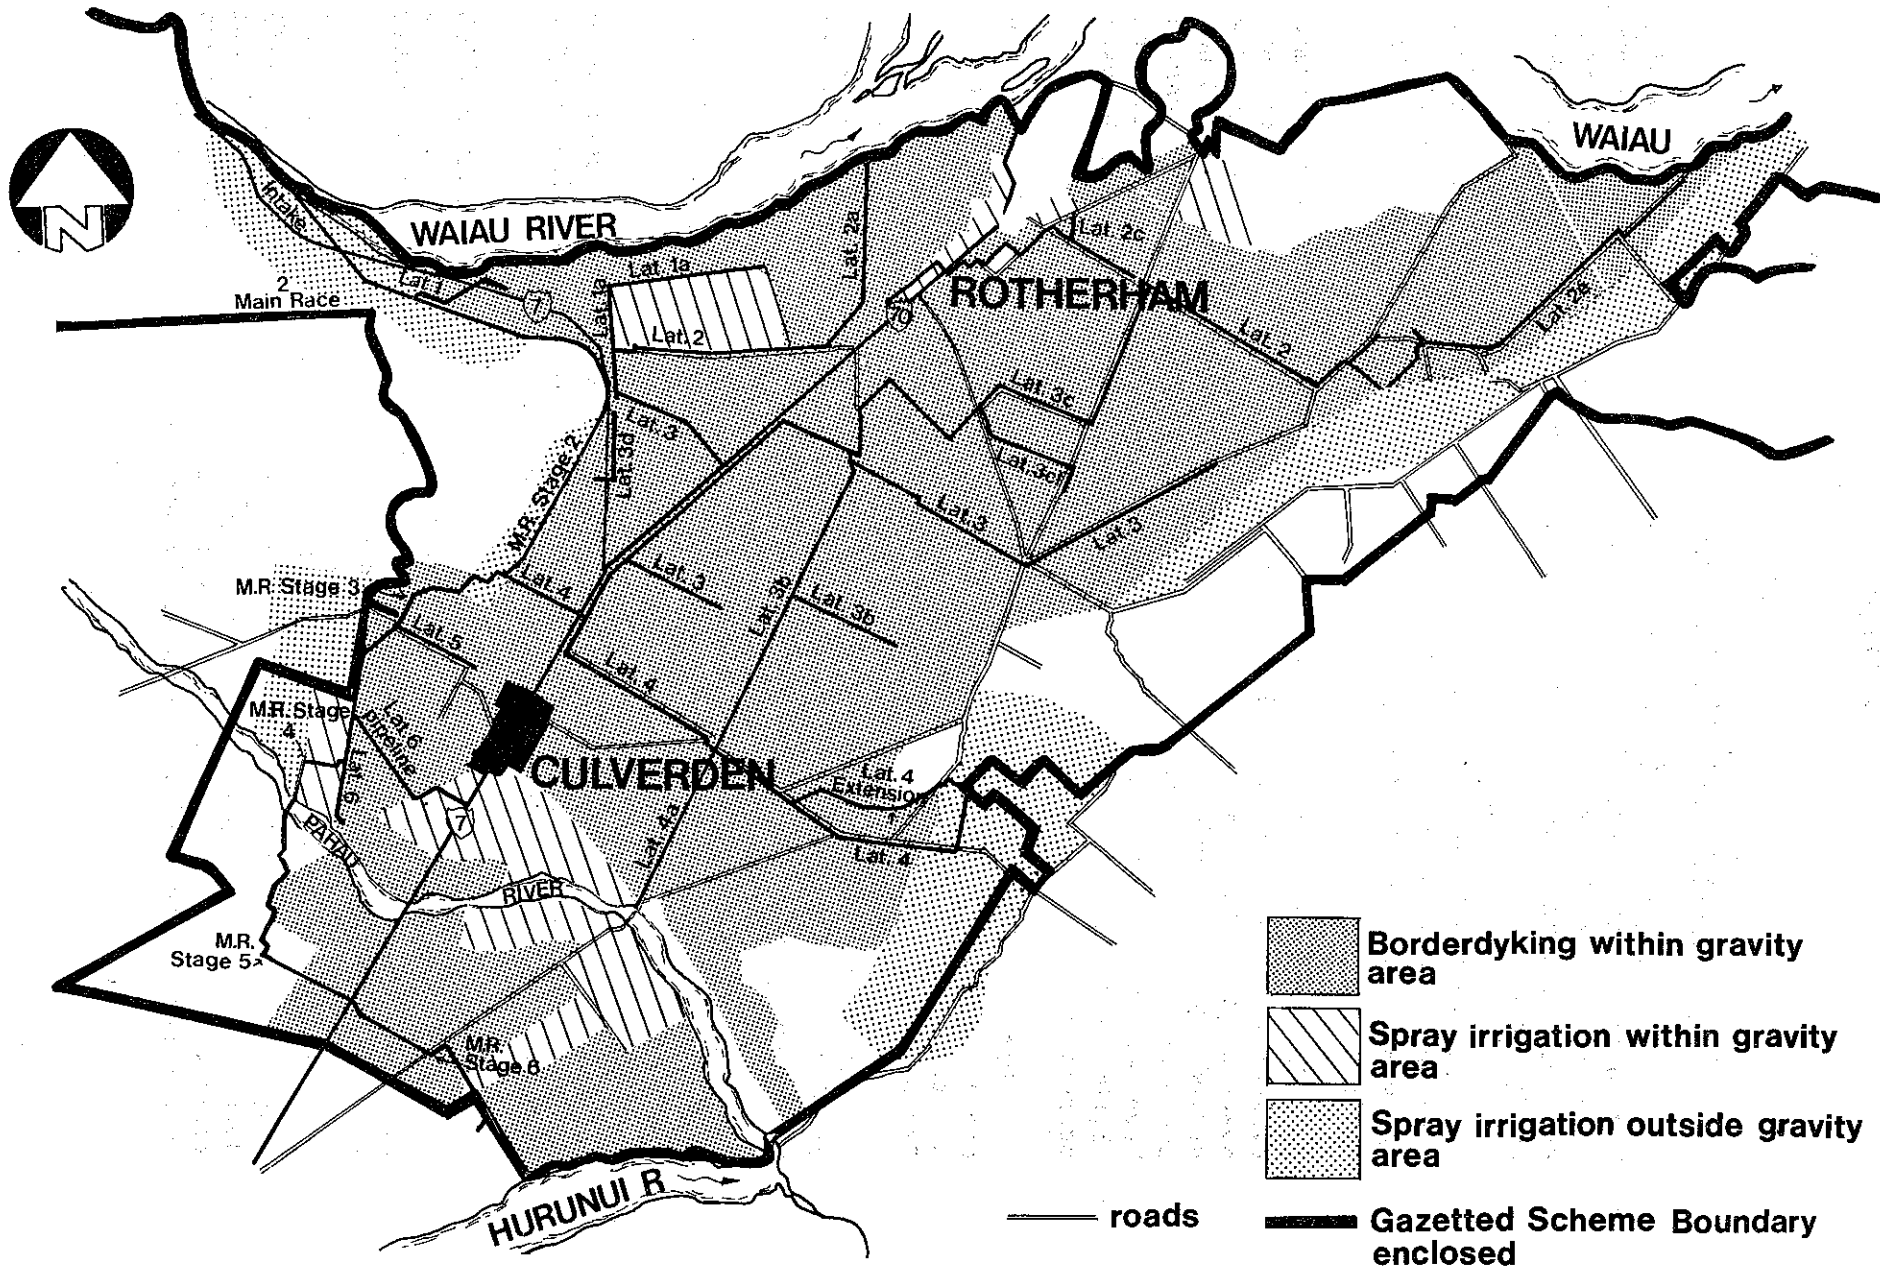 N
WAIAU
Intake
WAIAU RIVER
Lat. 2a
Lat. 2c
Lat. 1a
Lat. 1
2
Main Race
7
Lat. 1a
70
ROTHERHAM
Lat. 2e
Lat. 2
Lat. 2
Lat. 3c
Lat. 3
Lat. 3d
M.R. Stage 2
Lat. 3cf
Lat. 3
Lat. 3
M.R. Stage 3
Lat. 4
Lat. 3
Lat. 3b
Lat. 3b
Lat. 5
Lat. 4
M.R. Stage
4
Lat. 6
pipeline
Lat. 6
CULVERDEN
Lat. 4
Extension
7
PAHAU
Lat. 4a
Lat. 4
RIVER
M.R.
Stage 5
M.R.
Stage 6
HURUNUI R
Borderdyking within gravity
area
Spray irrigation within gravity
area
Spray irrigation outside gravity
area
roads
Gazetted Scheme Boundary
enclosed